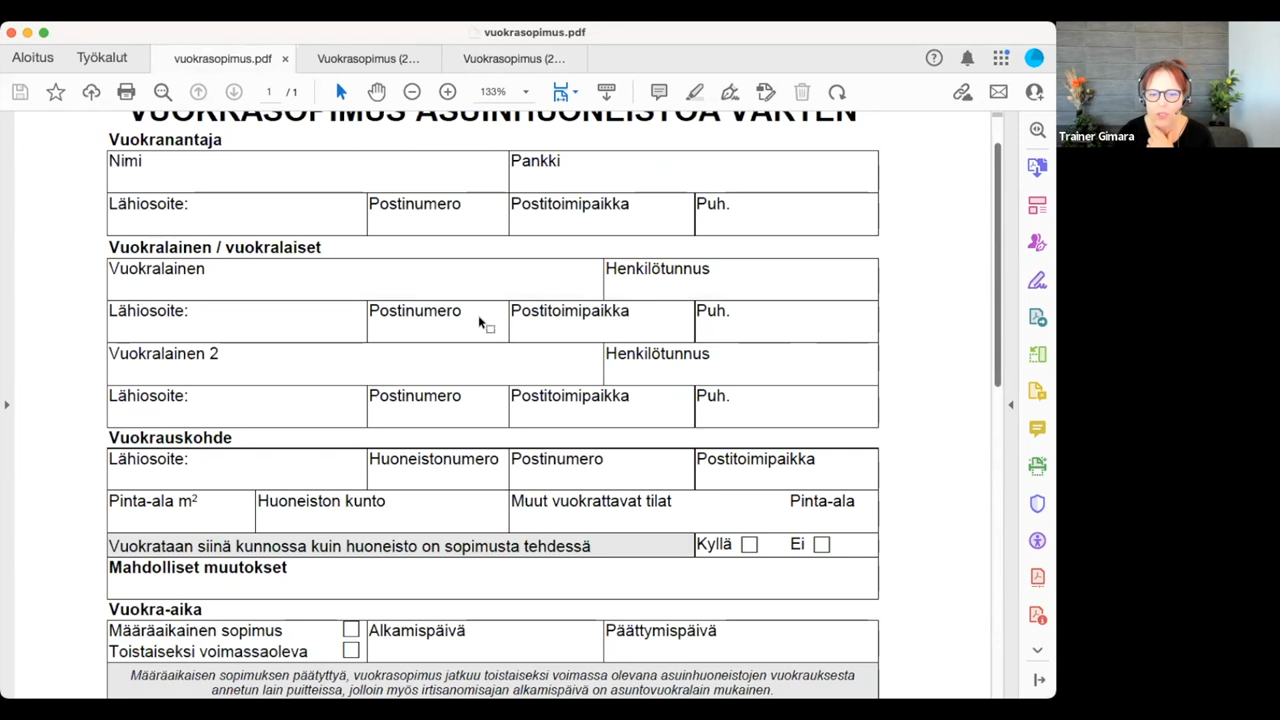 vuokrasopimus.pdf
Aloitus Työkalut vuokrasopimus.pdf × Vuokrasopimus (2... Vuokrasopimus (2...
1 / 1 133%
VUOKRASOPIMUS ASUINHUONEISTOA VARTEN
Trainer Gimara
Vuokranantaja
Nimi Pankki
Lähiosoite: Postinumero Postitoimipaikka Puh.
Vuokralainen / vuokralaiset
Vuokralainen Henkilötunnus
Lähiosoite: Postinumero Postitoimipaikka Puh.
Vuokralainen 2 Henkilötunnus
Lähiosoite: Postinumero Postitoimipaikka Puh.
Vuokrauskohde
Lähiosoite: Huoneistonumero Postinumero Postitoimipaikka
Pinta-ala m² Huoneiston kunto Muut vuokrattavat tilat Pinta-ala
Vuokrataan siinä kunnossa kuin huoneisto on sopimusta tehdessä Kyllä Ei
Mahdolliset muutokset
Vuokra-aika
Määräaikainen sopimus Alkamispäivä Päättymispäivä
Toistaiseksi voimassaoleva
Määräaikaisen sopimuksen päätyttyä, vuokrasopimus jatkuu toistaiseksi voimassa olevana asuinhuoneistojen vuokrauksesta
annetun lain puitteissa, jolloin myös irtisanomisajan alkamispäivä on asuntovuokralain mukainen.